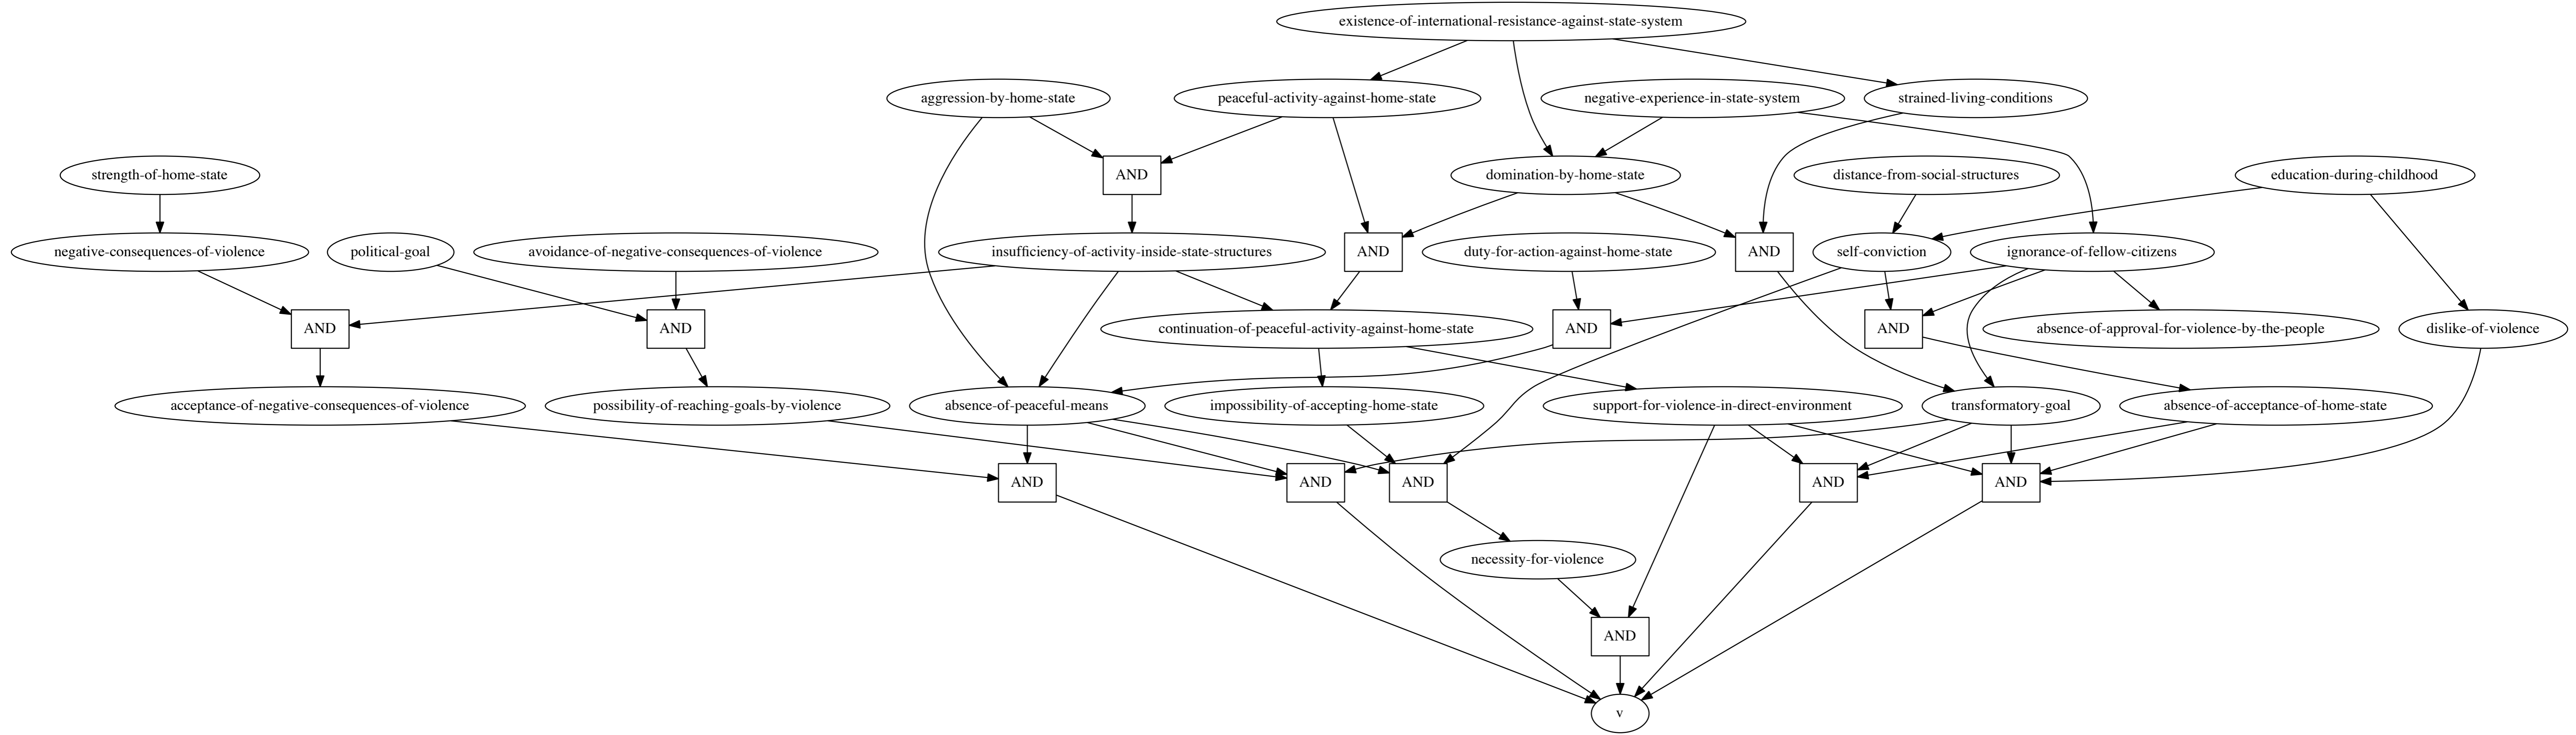 existence-of-international-resistance-against-state-system
aggression-by-home-state
peaceful-activity-against-home-state
negative-experience-in-state-system
strained-living-conditions
strength-of-home-state
AND
domination-by-home-state
distance-from-social-structures
education-during-childhood
negative-consequences-of-violence
political-goal
avoidance-of-negative-consequences-of-violence
insufficiency-of-activity-inside-state-structures
AND
duty-for-action-against-home-state
AND
self-conviction
ignorance-of-fellow-citizens
AND
AND
continuation-of-peaceful-activity-against-home-state
AND
AND
absence-of-approval-for-violence-by-the-people
dislike-of-violence
acceptance-of-negative-consequences-of-violence
possibility-of-reaching-goals-by-violence
absence-of-peaceful-means
impossibility-of-accepting-home-state
support-for-violence-in-direct-environment
transformatory-goal
absence-of-acceptance-of-home-state
AND
AND
AND
AND
AND
necessity-for-violence
AND
v